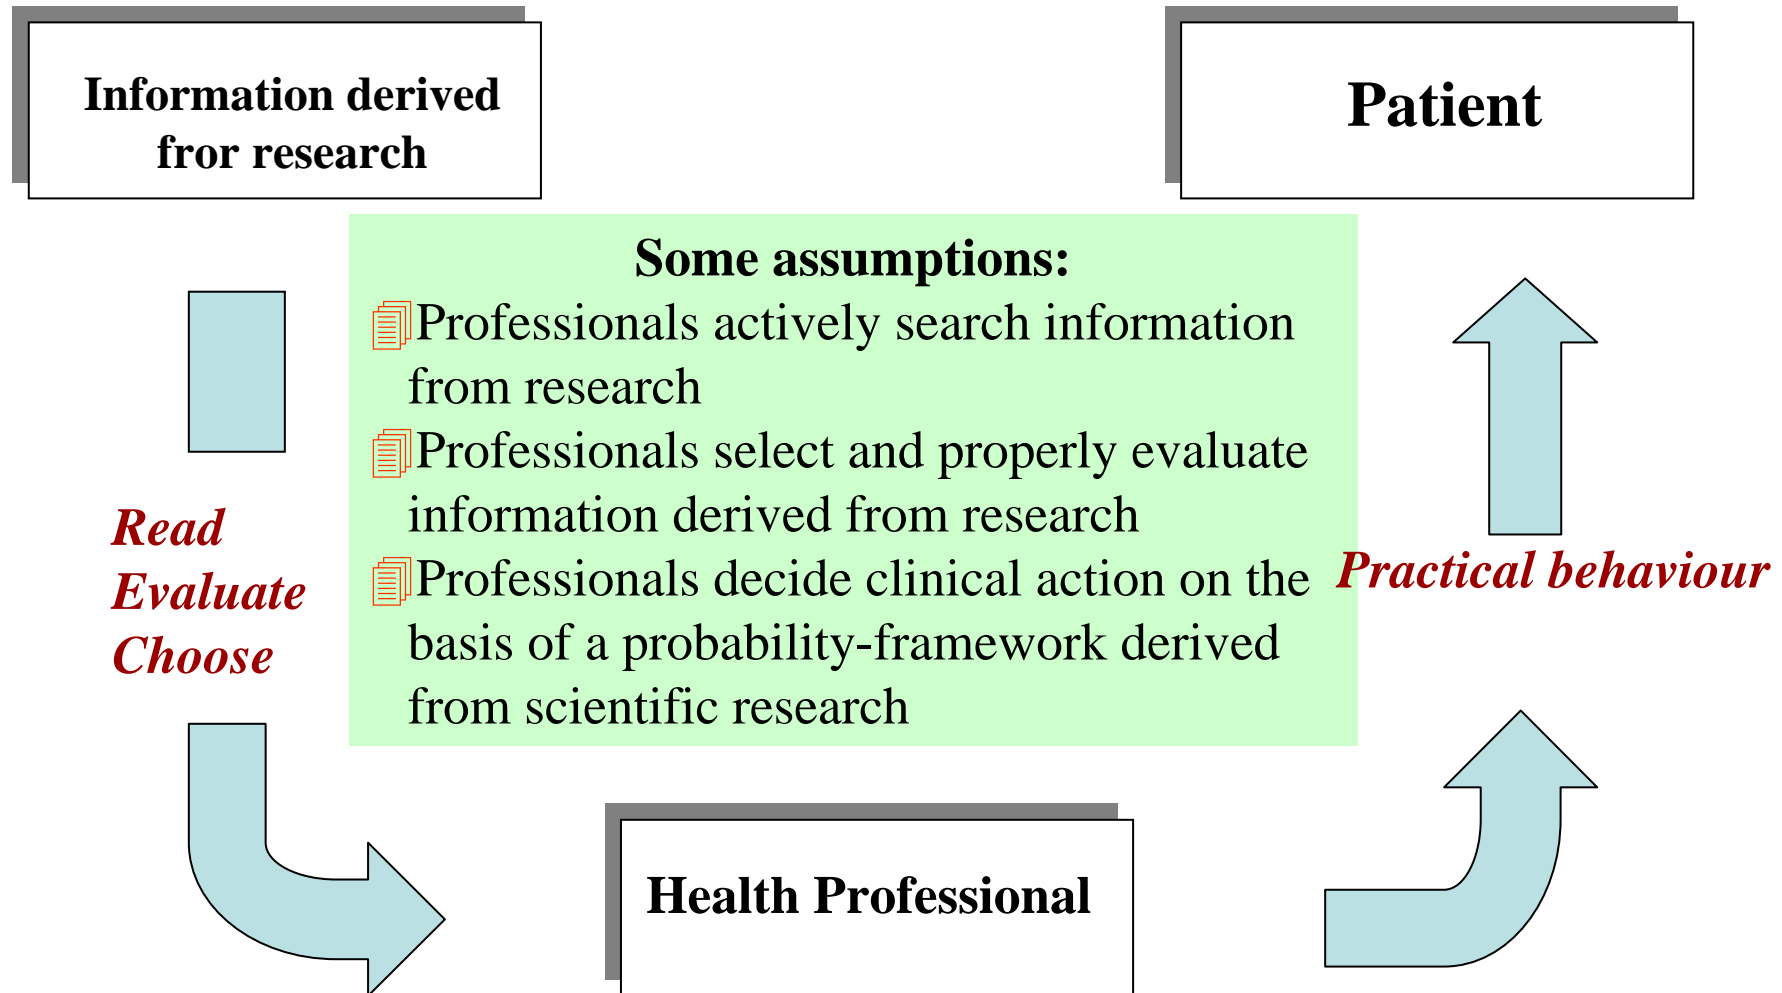 Information derived
fror research
Patient
Some assumptions:
Professionals actively search information
from research
Professionals select and properly evaluate
information derived from research
Professionals decide clinical action on the
basis of a probability-framework derived
from scientific research
Read
Evaluate
Choose
Practical behaviour
Health Professional